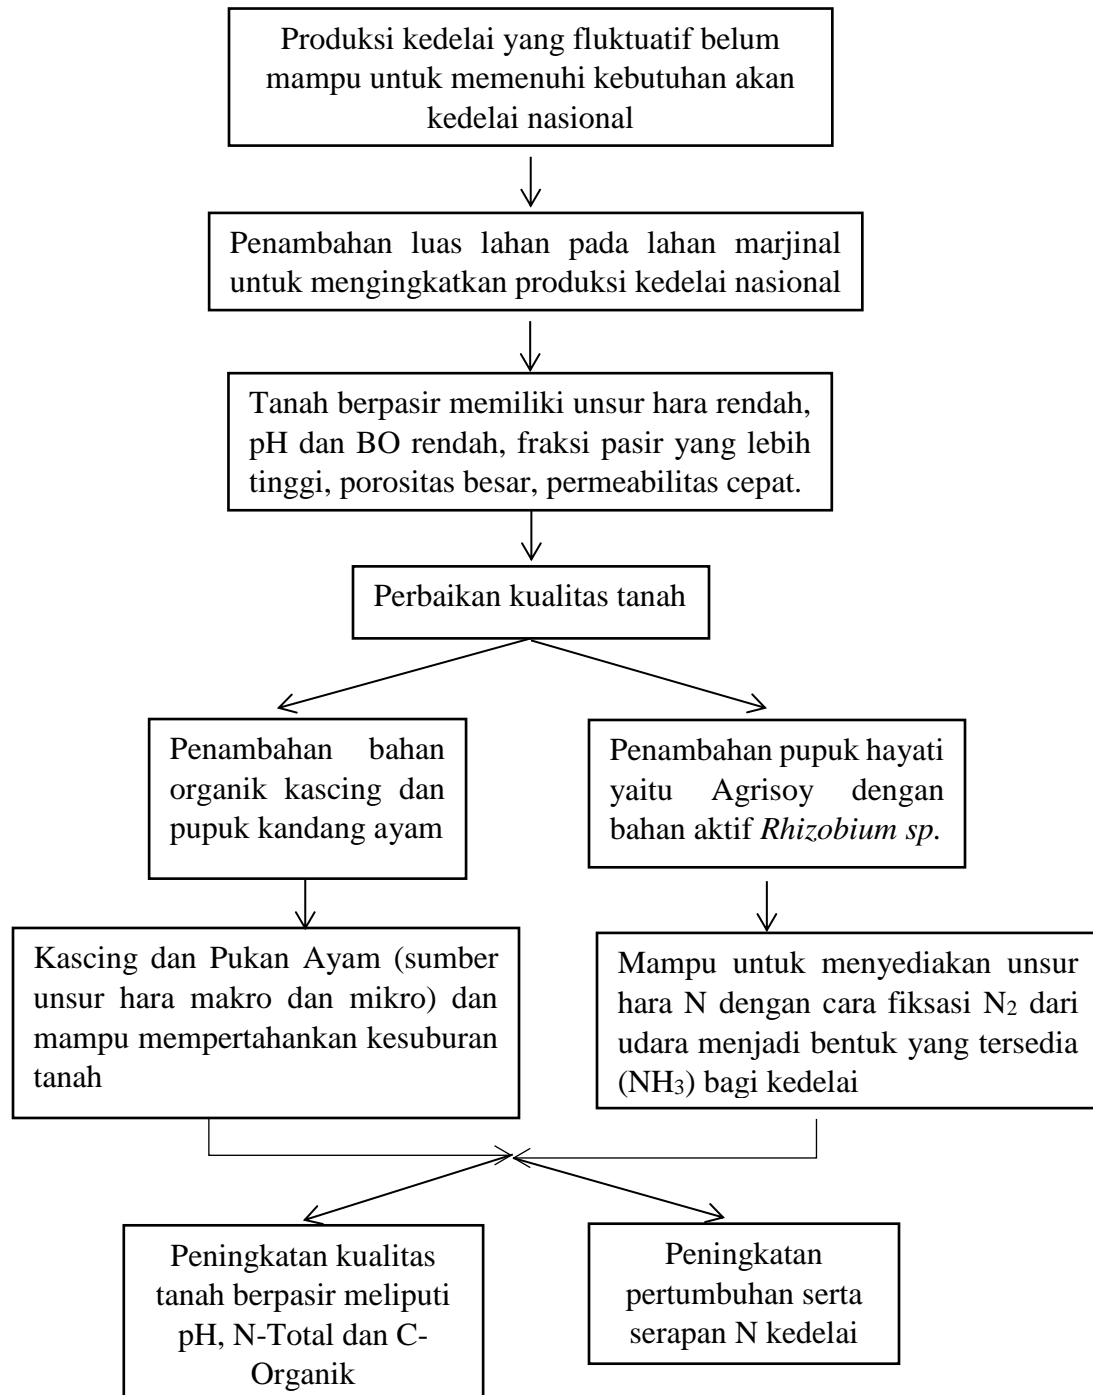 Produksi kedelai yang fluktuatif belum
mampu untuk memenuhi kebutuhan akan
kedelai nasional
Penambahan luas lahan pada lahan marjinal
untuk mengingkatkan produksi kedelai nasional
Tanah berpasir memiliki unsur hara rendah,
pH dan BO rendah, fraksi pasir yang lebih
tinggi, porositas besar, permeabilitas cepat.
Perbaikan kualitas tanah
Penambahan bahan
organik kascing dan
pupuk kandang ayam
Penambahan pupuk hayati
yaitu Agrisoy dengan
bahan aktif Rhizobium sp.
Kascing dan Pukan Ayam (sumber
unsur hara makro dan mikro) dan
mampu mempertahankan kesuburan
tanah
Mampu untuk menyediakan unsur
hara N dengan cara fiksasi N₂ dari
udara menjadi bentuk yang tersedia
(NH₃) bagi kedelai
Peningkatan kualitas
tanah berpasir meliputi
pH, N-Total dan C-
Organik
Peningkatan
pertumbuhan serta
serapan N kedelai